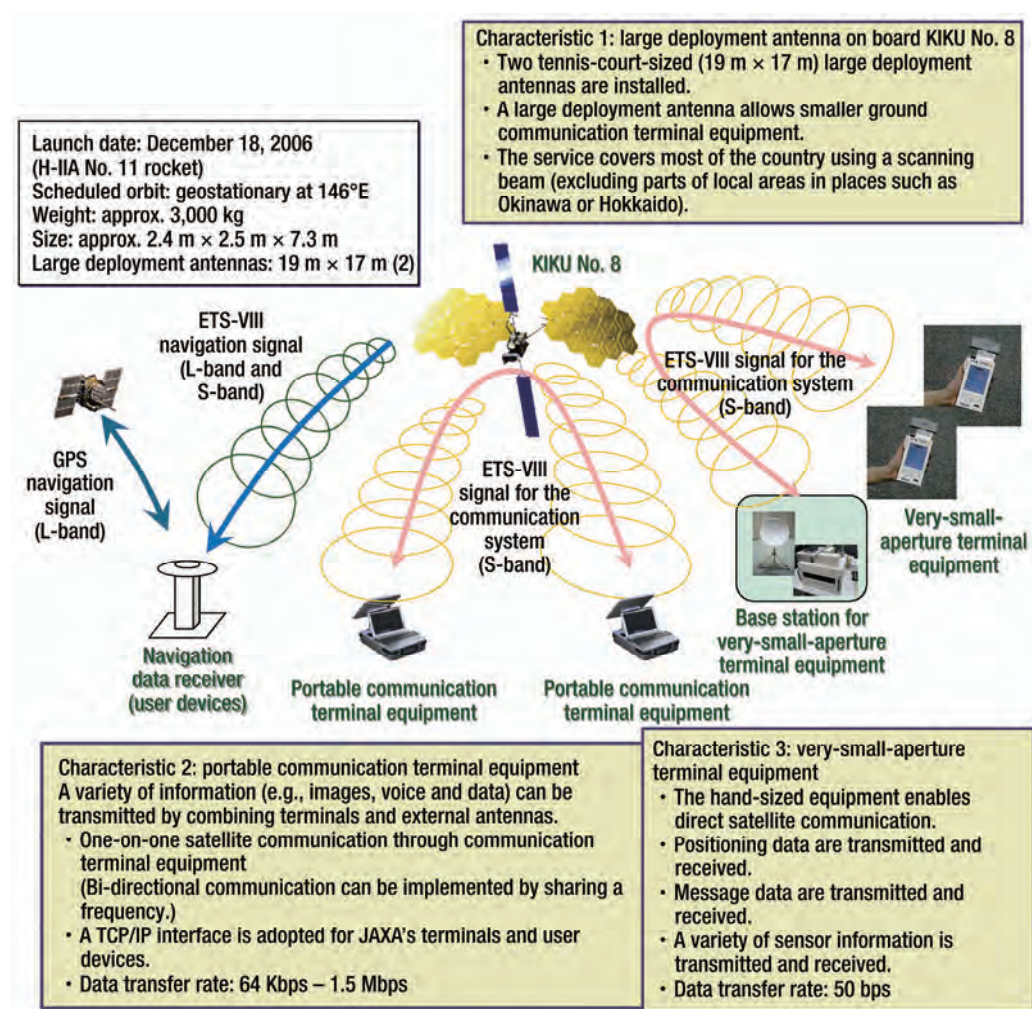 Characteristic 1: large deployment antenna on board KIKU No. 8
・Two tennis-court-sized (19 m × 17 m) large deployment
antennas are installed.
・A large deployment antenna allows smaller ground
communication terminal equipment.
・The service covers most of the country using a scanning
beam (excluding parts of local areas in places such as
Okinawa or Hokkaido).
Launch date: December 18, 2006
(H-IIA No. 11 rocket)
Scheduled orbit: geostationary at 146°E
Weight: approx. 3,000 kg
Size: approx. 2.4 m × 2.5 m × 7.3 m
Large deployment antennas: 19 m × 17 m (2)
KIKU No. 8
ETS-VIII
navigation signal
(L-band and
S-band)
ETS-VIII signal for the
communication system
(S-band)
GPS
navigation
signal
(L-band)
ETS-VIII
signal for the
communication
system
(S-band)
Very-small-
aperture terminal
equipment
Base station for
very-small-aperture
terminal equipment
Navigation
data receiver
(user devices)
Portable communication
terminal equipment
Portable communication
terminal equipment
Characteristic 2: portable communication terminal equipment
A variety of information (e.g., images, voice and data) can be
transmitted by combining terminals and external antennas.
・One-on-one satellite communication through communication
terminal equipment
(Bi-directional communication can be implemented by sharing a
frequency.)
・A TCP/IP interface is adopted for JAXA's terminals and user
devices.
・Data transfer rate: 64 Kbps – 1.5 Mbps
Characteristic 3: very-small-aperture
terminal equipment
・The hand-sized equipment enables
direct satellite communication.
・Positioning data are transmitted and
received.
・Message data are transmitted and
received.
・A variety of sensor information is
transmitted and received.
・Data transfer rate: 50 bps